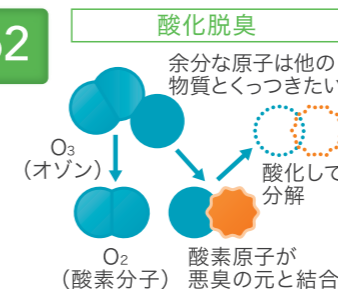 酸化脱臭
余分な原子は他の
物質とくっつきたい
O₃
（オゾン）
酸化して
分解
O₂
（酸素分子）
酸素原子が
悪臭の元と結合